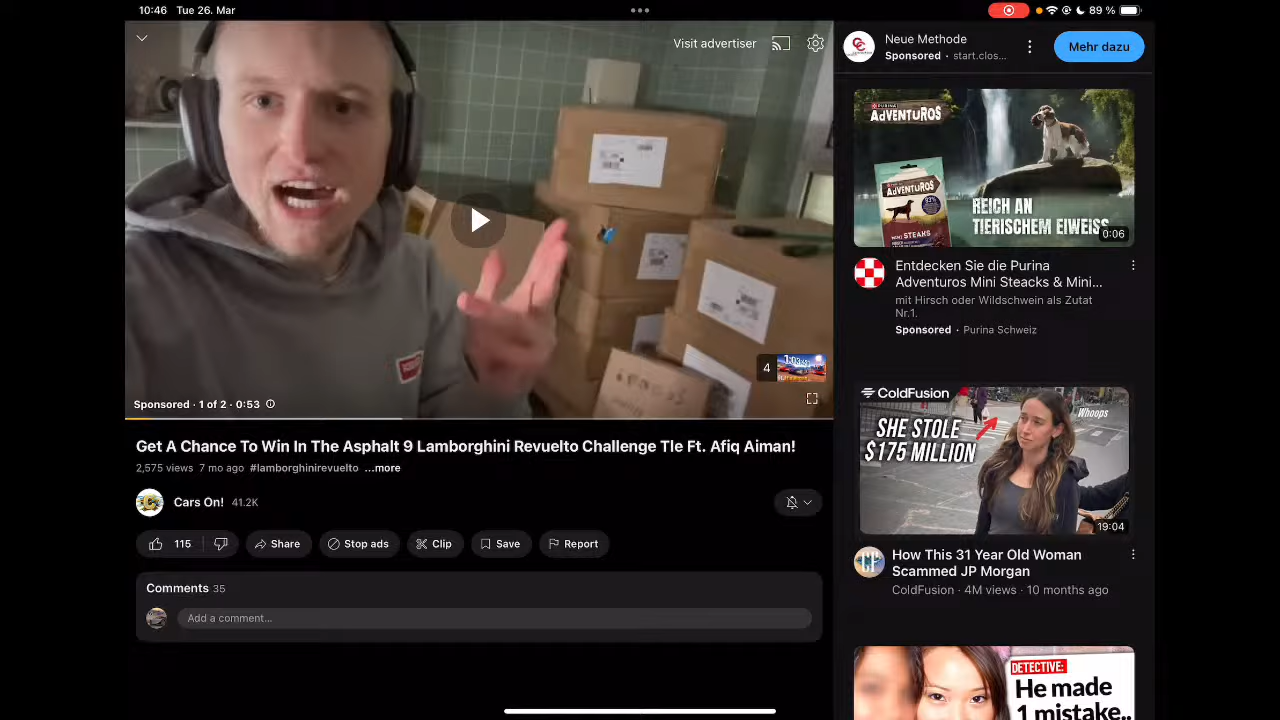 10:46 Tue 26. Mar
89 %
Visit advertiser
4
Sponsored · 1 of 2 · 0:53
Get A Chance To Win In The Asphalt 9 Lamborghini Revuelto Challenge Tle Ft. Afiq Aiman!
2,575 views 7 mo ago #lamborghinirevuelto ...more
Cars On! 41.2K
115
Share
Stop ads
Clip
Save
Report
Comments 35
Add a comment...
Neue Methode
Sponsored · start.clos...
Mehr dazu
PURINA
ADVENTUROS
ADVENTUROS
MINI STEAKS
REICH AN
TIERISCHEM EIWEISS
0:06
Entdecken Sie die Purina
Adventuros Mini Steacks & Mini...
mit Hirsch oder Wildschwein als Zutat
Nr.1.
Sponsored · Purina Schweiz
ColdFusion
Whoops
SHE STOLE
$175 MILLION
19:04
How This 31 Year Old Woman
Scammed JP Morgan
ColdFusion · 4M views · 10 months ago
DETECTIVE:
He made
1 mistake..